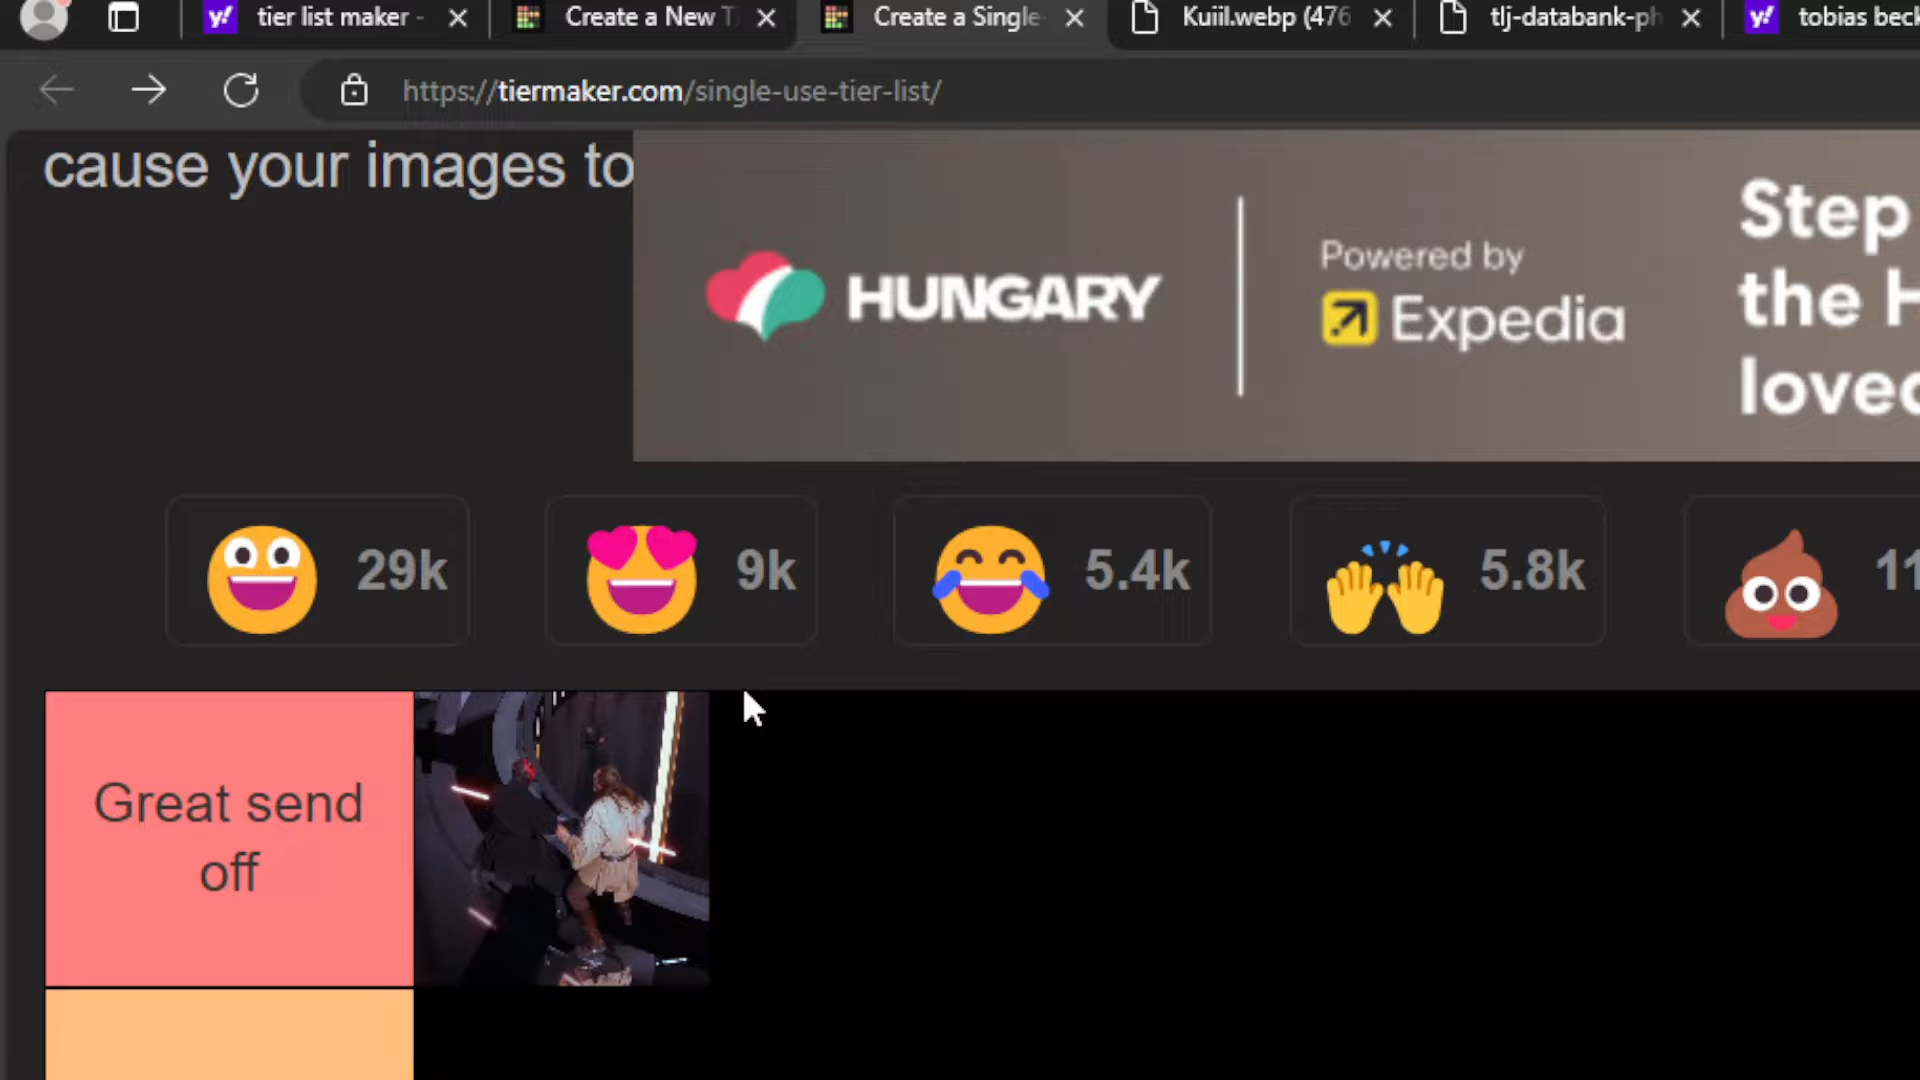 tier list maker -
Create a New T
Create a Single-
Kuiil.webp (476
tlj-databank-ph
tobias beck
https://tiermaker.com/single-use-tier-list/
cause your images to
HUNGARY
Powered by
Expedia
Step
the H
loved
29k
9k
5.4k
5.8k
11
Great send
off